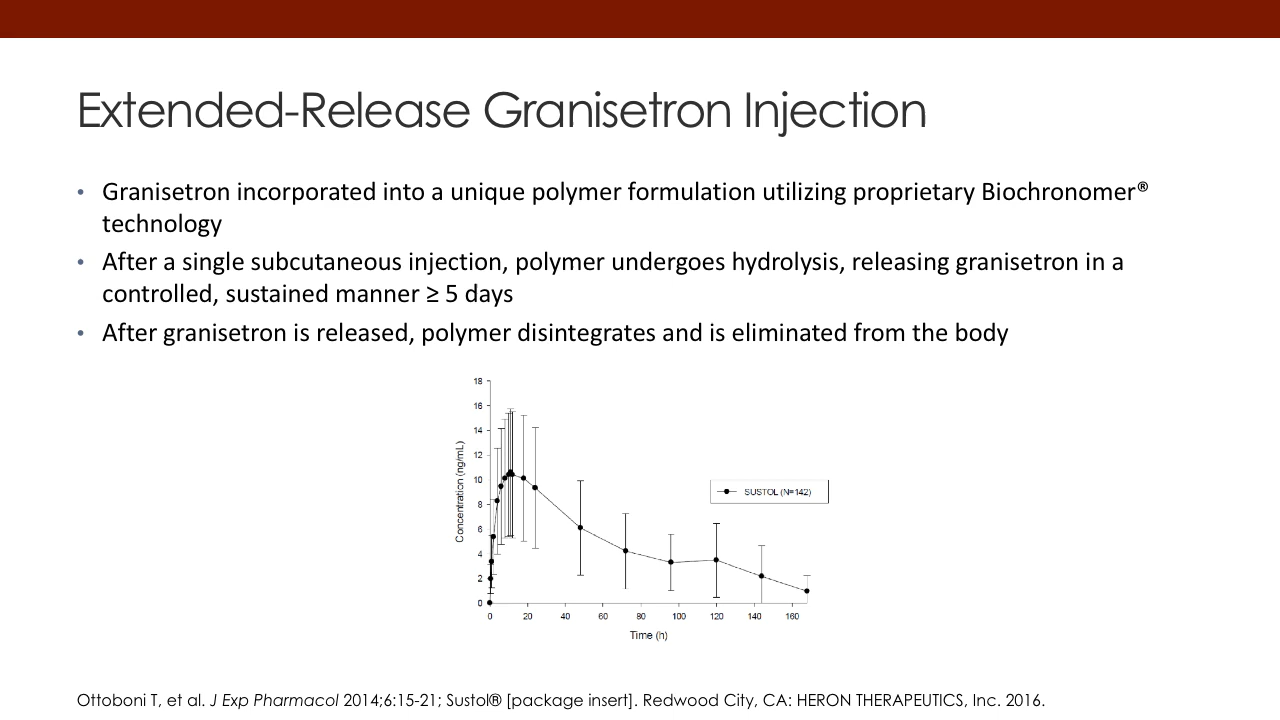 Extended-Release Granisetron Injection
• Granisetron incorporated into a unique polymer formulation utilizing proprietary Biochronomer®
technology
• After a single subcutaneous injection, polymer undergoes hydrolysis, releasing granisetron in a
controlled, sustained manner ≥ 5 days
• After granisetron is released, polymer disintegrates and is eliminated from the body
18
16
14
12
10
8
6
4
2
0
Concentration (ng/mL)
SUSTOL (N=142)
0 20 40 60 80 100 120 140 160
Time (h)
Ottoboni T, et al. J Exp Pharmacol 2014;6:15-21; Sustol® [package insert]. Redwood City, CA: HERON THERAPEUTICS, Inc. 2016.